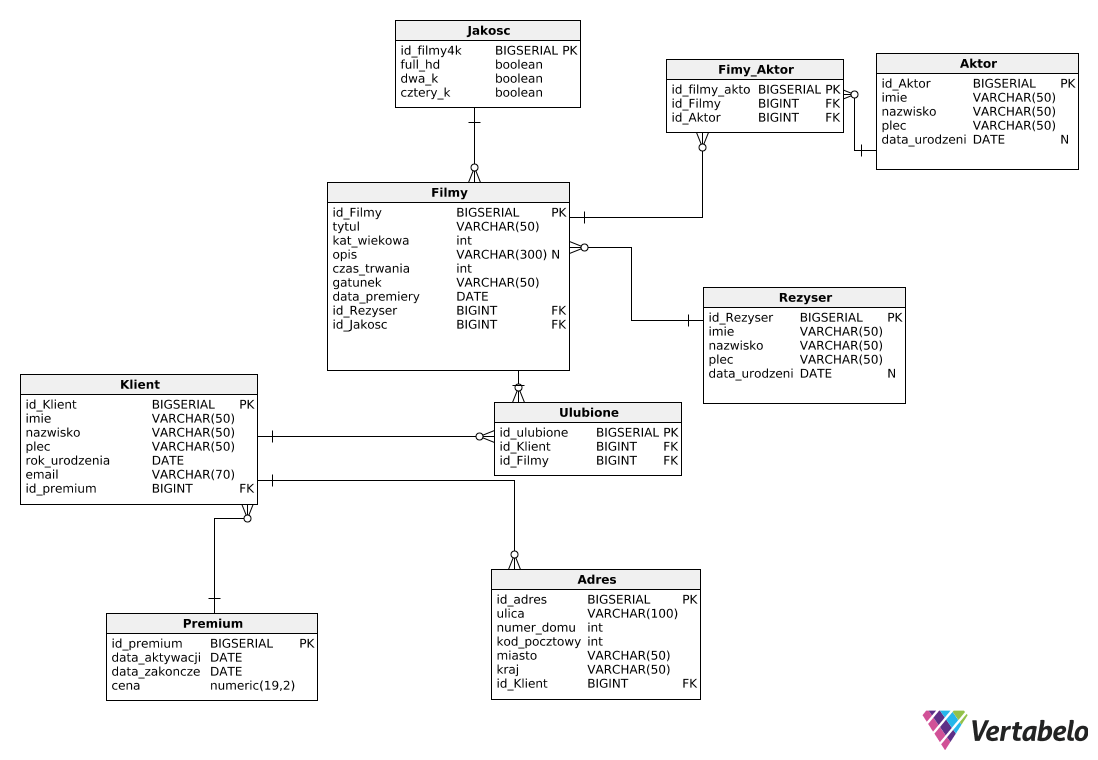 Jakosc
id_filmy4k BIGSERIAL PK
full_hd boolean
dwa_k boolean
cztery_k boolean
Fimy_Aktor
id_filmy_akto BIGSERIAL PK
id_Filmy BIGINT FK
id_Aktor BIGINT FK
Aktor
id_Aktor BIGSERIAL PK
imie VARCHAR(50)
nazwisko VARCHAR(50)
plec VARCHAR(50)
data_urodzeni DATE N
Filmy
id_Filmy BIGSERIAL PK
tytul VARCHAR(50)
kat_wiekowa int
opis VARCHAR(300) N
czas_trwania int
gatunek VARCHAR(50)
data_premiery DATE
id_Rezyser BIGINT FK
id_Jakosc BIGINT FK
Rezyser
id_Rezyser BIGSERIAL PK
imie VARCHAR(50)
nazwisko VARCHAR(50)
plec VARCHAR(50)
data_urodzeni DATE N
Klient
id_Klient BIGSERIAL PK
imie VARCHAR(50)
nazwisko VARCHAR(50)
plec VARCHAR(50)
rok_urodzenia DATE
email VARCHAR(70)
id_premium BIGINT FK
Ulubione
id_ulubione BIGSERIAL PK
id_Klient BIGINT FK
id_Filmy BIGINT FK
Adres
id_adres BIGSERIAL PK
ulica VARCHAR(100)
numer_domu int
kod_pocztowy int
miasto VARCHAR(50)
kraj VARCHAR(50)
id_Klient BIGINT FK
Premium
id_premium BIGSERIAL PK
data_aktywacji DATE
data_zakoncze DATE
cena numeric(19,2)
Vertabelo